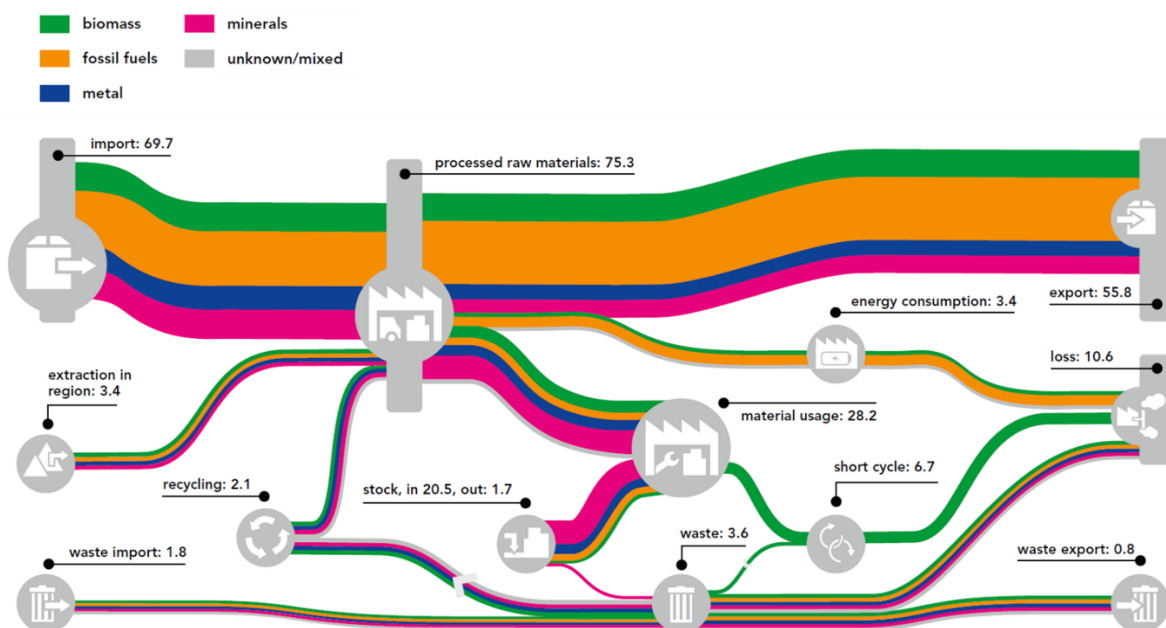 biomass
minerals
fossil fuels
unknown/mixed
metal
import: 69.7
processed raw materials: 75.3
energy consumption: 3.4
export: 55.8
loss: 10.6
extraction in
region: 3.4
material usage: 28.2
short cycle: 6.7
recycling: 2.1
stock, in 20.5, out: 1.7
waste: 3.6
waste import: 1.8
waste export: 0.8